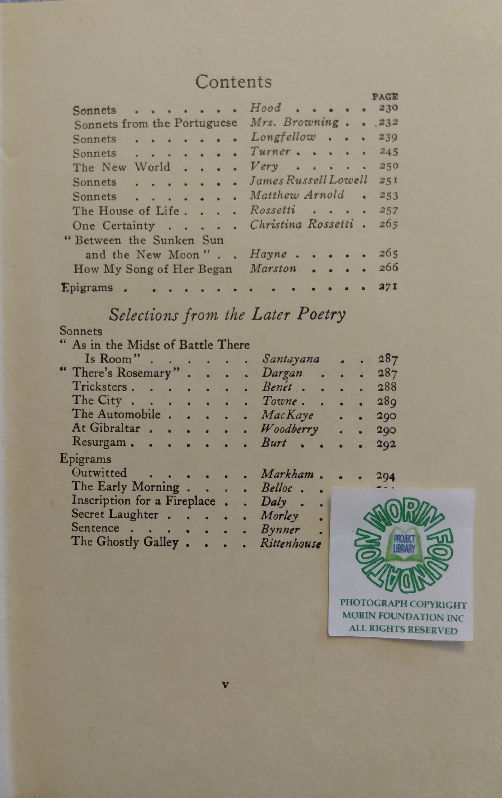 Contents
PAGE
Sonnets . . . . . . . Hood . . . . . 230
Sonnets from the Portuguese Mrs. Browning . . 232
Sonnets . . . . . . . Longfellow . . . 239
Sonnets . . . . . . . Turner . . . . . 245
The New World . . . . Very . . . . . 250
Sonnets . . . . . . . James Russell Lowell 251
Sonnets . . . . . . . Matthew Arnold . 253
The House of Life . . . . Rossetti . . . . 257
One Certainty . . . . . Christina Rossetti . 265
" Between the Sunken Sun
and the New Moon " . . Hayne . . . . . 265
How My Song of Her Began Marston . . . . 266
Epigrams . . . . . . . . . . . . . 271
Selections from the Later Poetry
Sonnets
" As in the Midst of Battle There
Is Room " . . . . . . Santayana . . 287
" There's Rosemary " . . . . Dargan . . . 287
Tricksters . . . . . . . Benét . . . . 288
The City . . . . . . . Towne . . . . 289
The Automobile . . . . . MacKaye . . 290
At Gibraltar . . . . . . Woodberry . . 290
Resurgam . . . . . . . Burt . . . . 292
Epigrams
Outwitted . . . . . . Markham . . . 294
The Early Morning . . . . Belloc . .
Inscription for a Fireplace . . Daly . .
Secret Laughter . . . . . Morley .
Sentence . . . . . . Bynner .
The Ghostly Galley . . . . Rittenhouse
MORIN FOUNDATION
PROJECT
LIBRARY
PHOTOGRAPH COPYRIGHT
MORIN FOUNDATION INC
ALL RIGHTS RESERVED
v